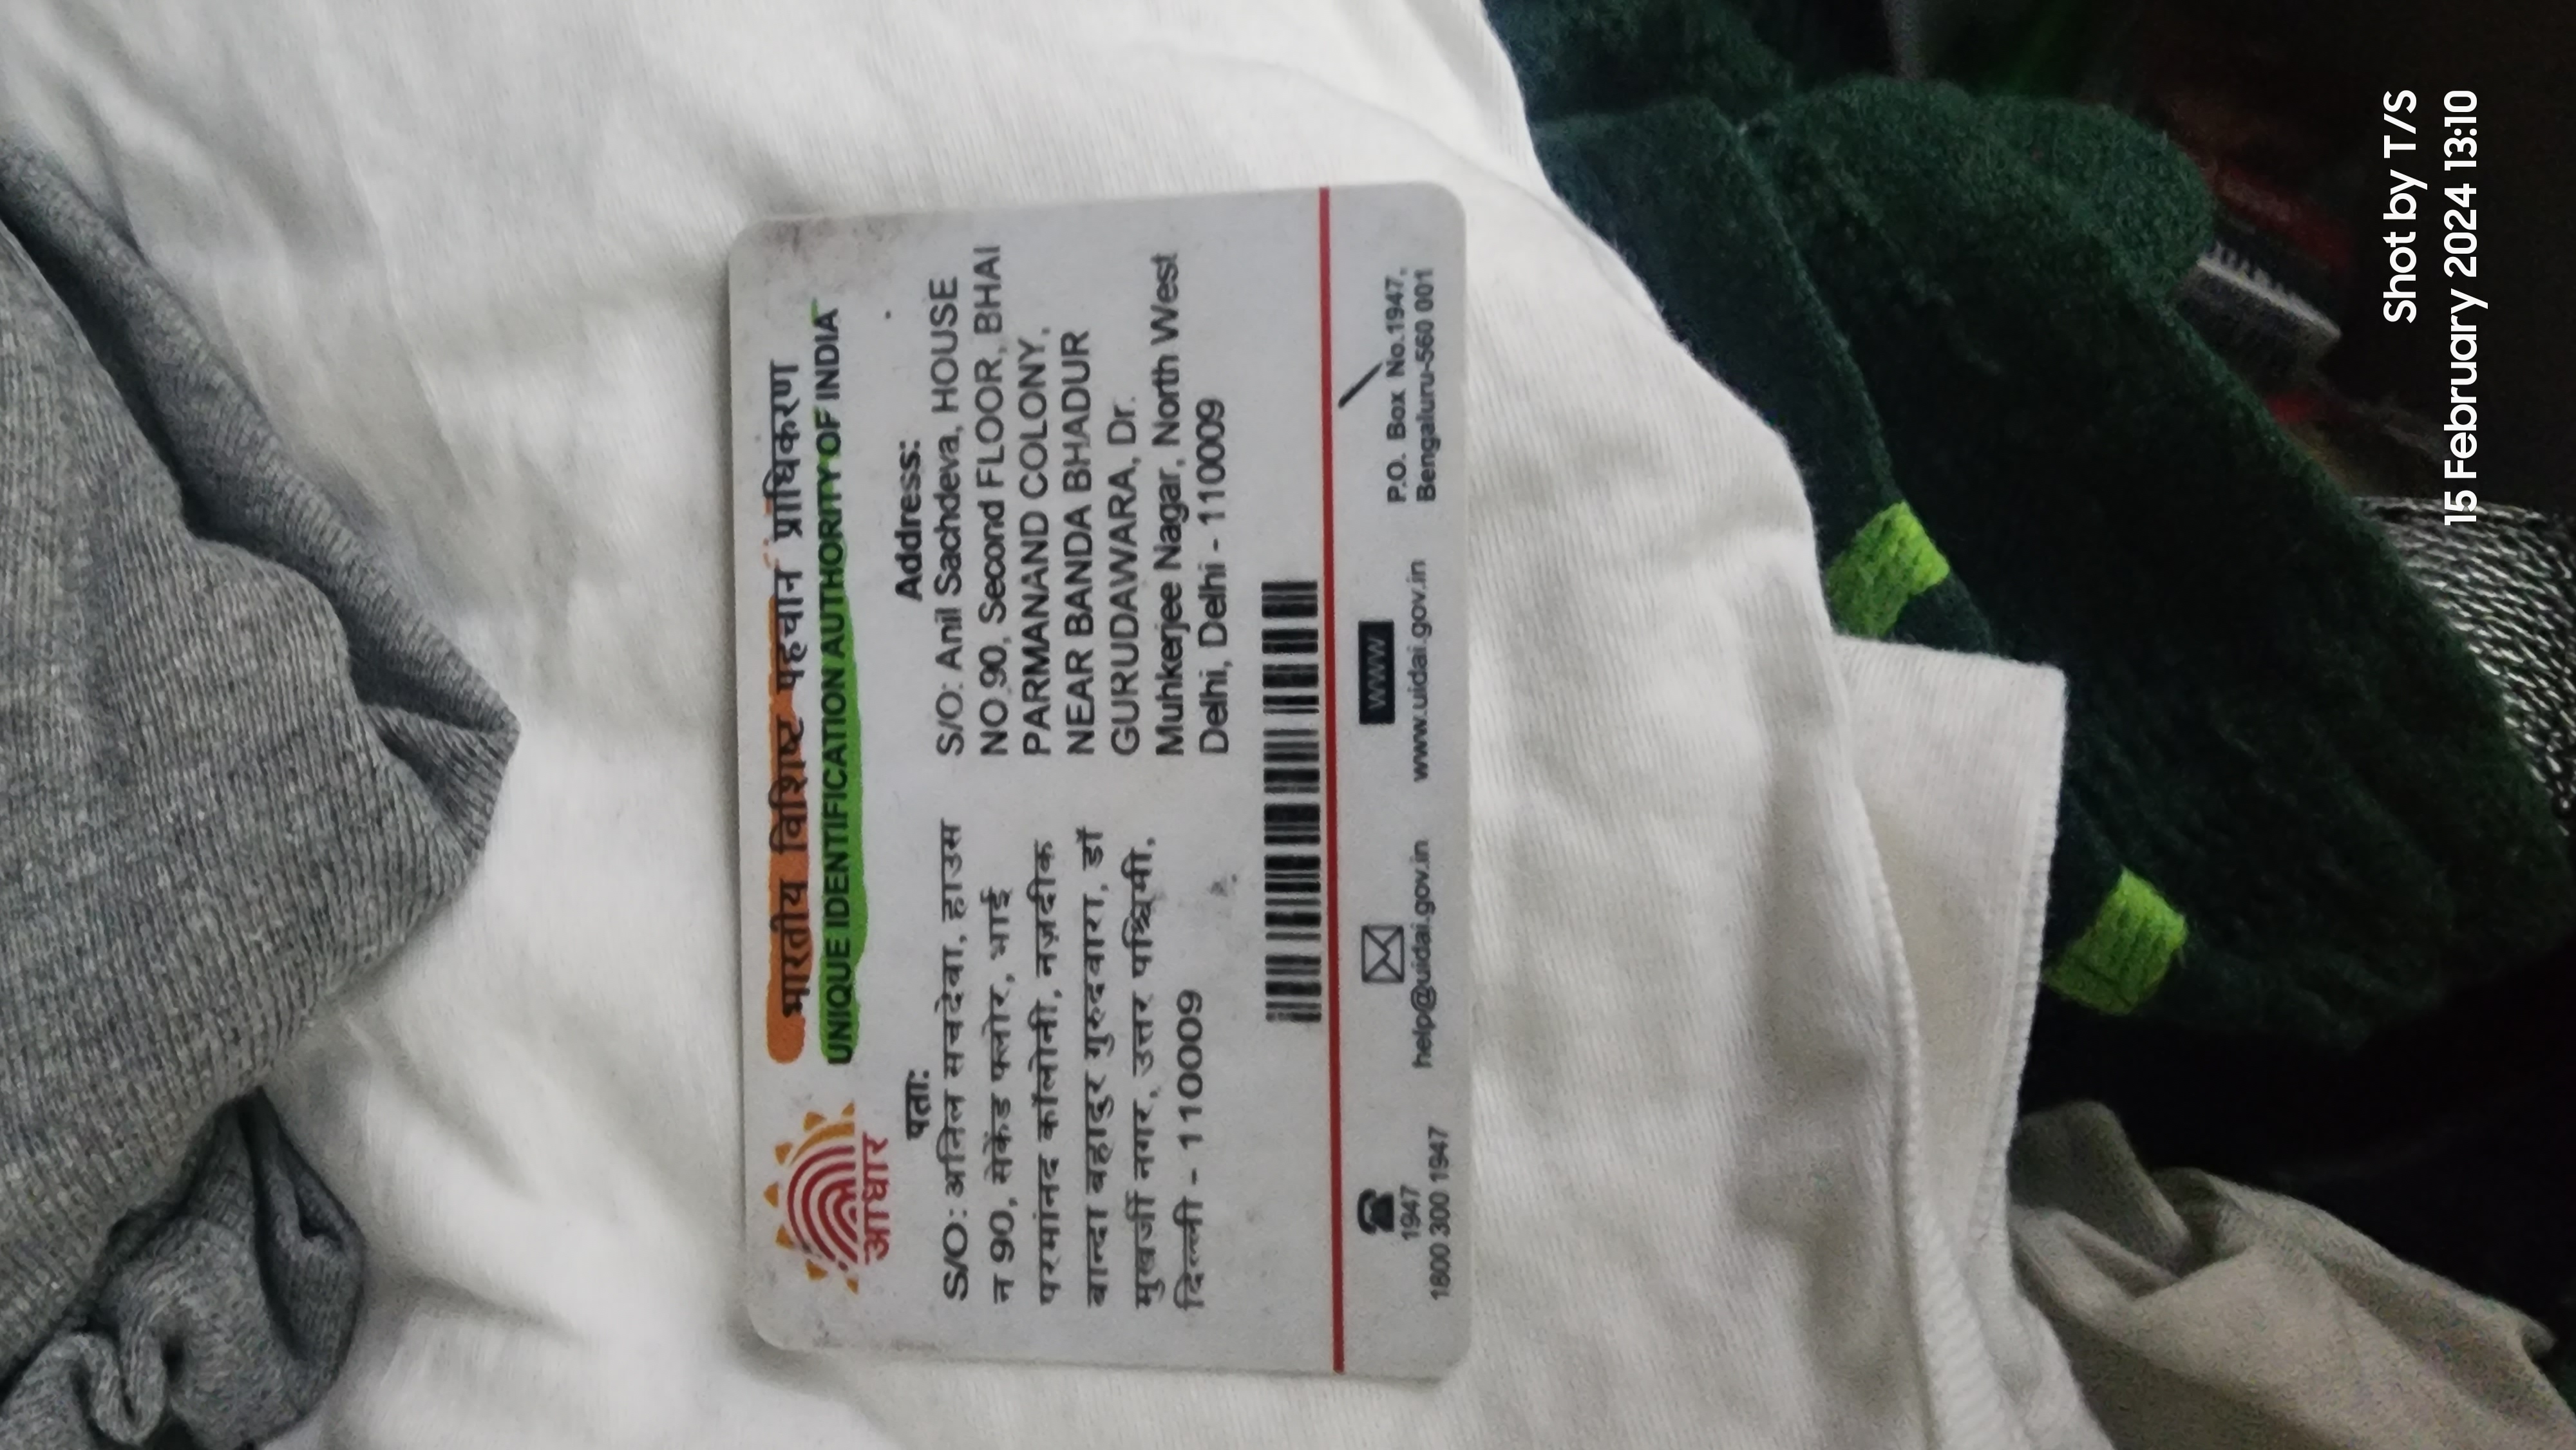 भारतीय विशिष्ट पहचान प्राधिकरण
UNIQUE IDENTIFICATION AUTHORITY OF INDIA
आधार
पता:
S/O: अनिल सचदेवा, हाउस
न 90, सेकेंड फ्लोर, भाई
परमांनद कॉलोनी, नज़दीक
बान्दा बहादुर गुरुदवारा, डॉ
मुखर्जी नगर, उत्तर पश्चिमी,
दिल्ली - 110009
Address:
S/O: Anil Sachdeva, HOUSE
NO 90, Second FLOOR, BHAI
PARMANAND COLONY,
NEAR BANDA BHADUR
GURUDAWARA, Dr.
Muhkerjee Nagar, North West
Delhi, Delhi - 110009
1947
1800 300 1947
help@uidai.gov.in
www
www.uidai.gov.in
P.O. Box No.1947,
Bengaluru-560 001
Shot by T/S
15 February 2024 13:10